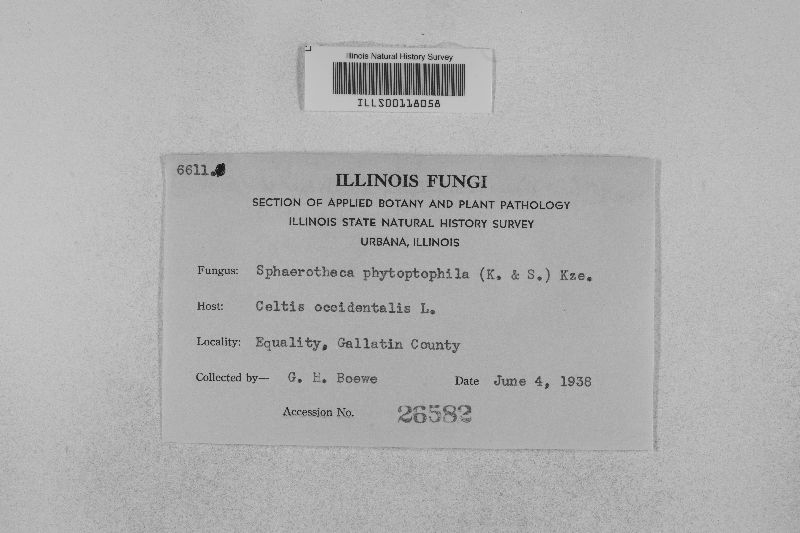 Illinois Natural History Survey
ILLS00118058
6611.
ILLINOIS FUNGI
SECTION OF APPLIED BOTANY AND PLANT PATHOLOGY
ILLINOIS STATE NATURAL HISTORY SURVEY
URBANA, ILLINOIS
Fungus: Sphaerotheca phytoptophila (K. & S.) Kze.
Host: Celtis occidentalis L.
Locality: Equality, Gallatin County
Collected by— G. H. Boewe Date June 4, 1938
Accession No. 26582